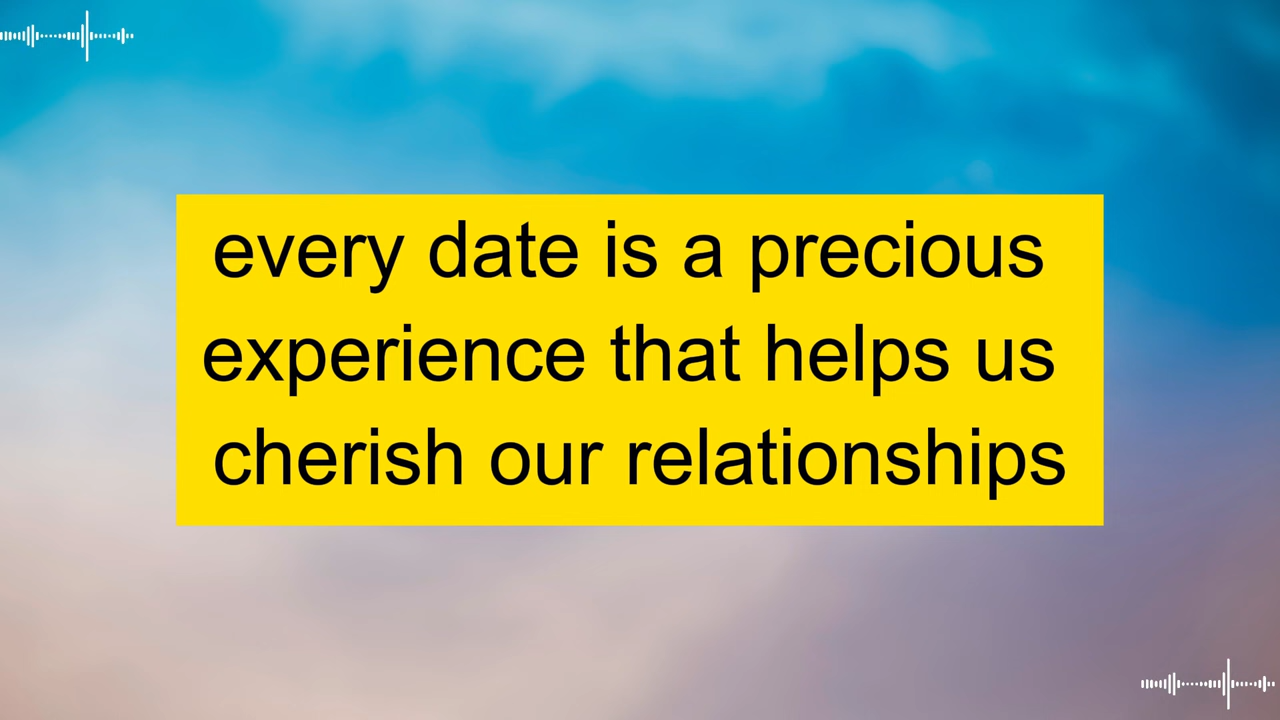 every date is a precious
experience that helps us
cherish our relationships